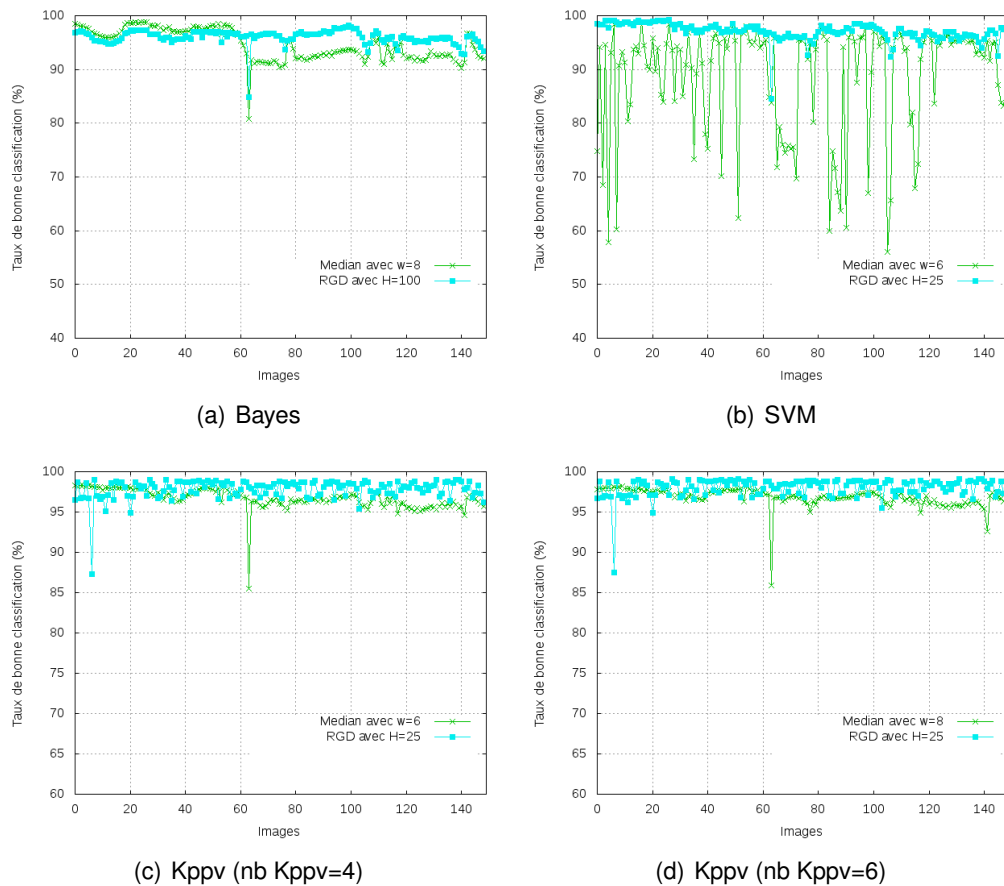 100
90
80
70
60
50
40
Taux de bonne classification (%)
Median avec w=8
RGD avec H=100
0 20 40 60 80 100 120 140
Images
(a) Bayes
100
90
80
70
60
50
40
Taux de bonne classification (%)
Median avec w=6
RGD avec H=25
0 20 40 60 80 100 120 140
Images
(b) SVM
100
95
90
85
80
75
70
65
60
Taux de bonne classification (%)
Median avec w=6
RGD avec H=25
0 20 40 60 80 100 120 140
Images
(c) Kppv (nb Kppv=4)
100
95
90
85
80
75
70
65
60
Taux de bonne classification (%)
Median avec w=8
RGD avec H=25
0 20 40 60 80 100 120 140
Images
(d) Kppv (nb Kppv=6)